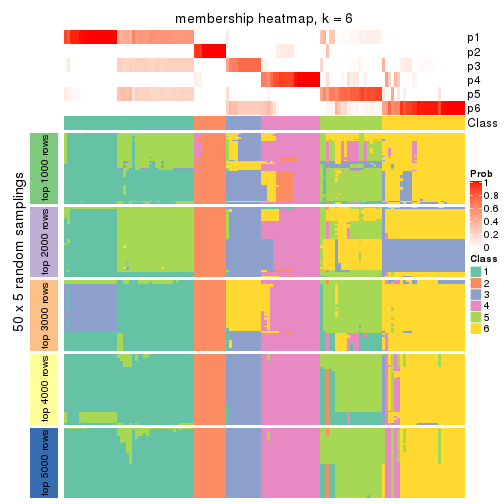 membership heatmap, k = 6
p1
p2
p3
p4
p5
p6
Class
50 x 5 random samplings
top 1000 rows
top 2000 rows
top 3000 rows
top 4000 rows
top 5000 rows
Prob
1
0.8
0.6
0.4
0.2
0
Class
1
2
3
4
5
6